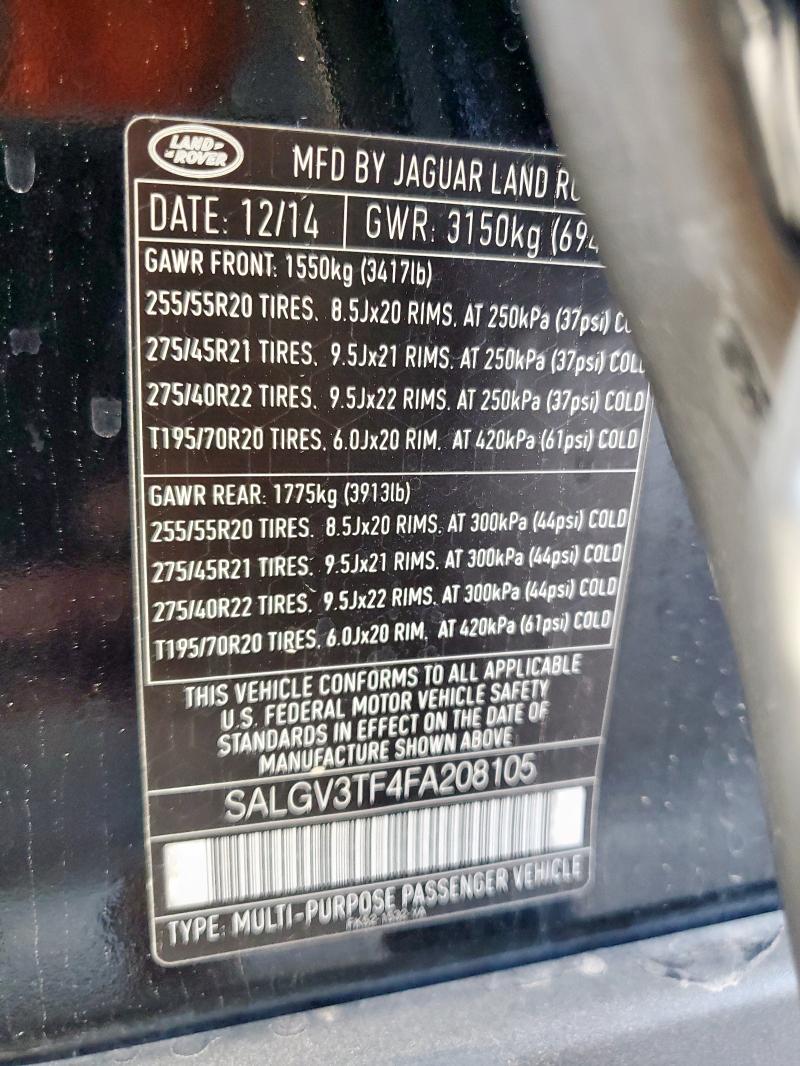 LAND ROVER
MFD BY JAGUAR LAND
DATE: 12/14 GWR: 3150kg (694
GAWR FRONT: 1550kg (3417lb)
255/55R20 TIRES. 8.5Jx20 RIMS. AT 250kPa (37psi)
275/45R21 TIRES. 9.5Jx21 RIMS. AT 250kPa (37psi) COL
275/40R22 TIRES. 9.5Jx22 RIMS. AT 250kPa (37psi) COLD
T195/70R20 TIRES. 6.0Jx20 RIM. AT 420kPa (61psi) COLD
GAWR REAR: 1775kg (3913lb)
255/55R20 TIRES. 8.5Jx20 RIMS. AT 300kPa (44psi) COLD
275/45R21 TIRES. 9.5Jx21 RIMS. AT 300kPa (44psi) COLD
275/40R22 TIRES. 9.5Jx22 RIMS. AT 300kPa (44psi) COLD
T195/70R20 TIRES. 6.0Jx20 RIM. AT 420kPa (61psi) COLD
THIS VEHICLE CONFORMS TO ALL APPLICABLE
U.S. FEDERAL MOTOR VEHICLE SAFETY
STANDARDS IN EFFECT ON THE DATE OF
MANUFACTURE SHOWN ABOVE
SALGV3TF4FA208105
TYPE: MULTI-PURPOSE PASSENGER VEHICLE